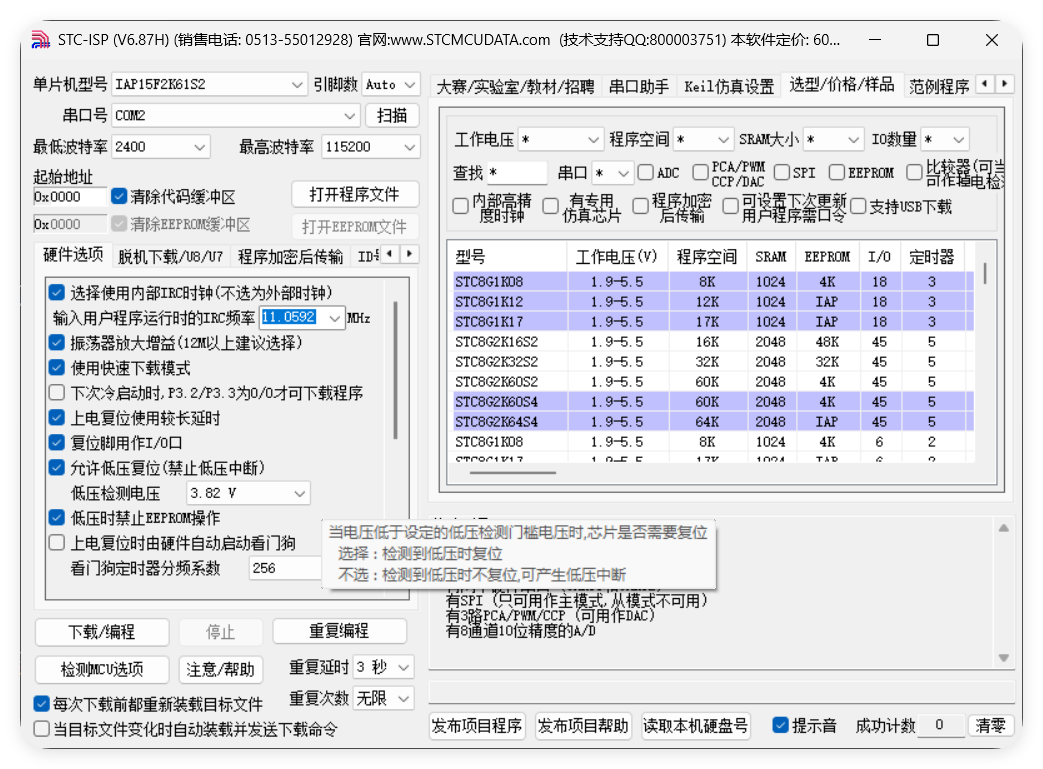 STC-ISP (V6.87H) (销售电话: 0513-55012928) 官网:www.STCMCUDATA.com (技术支持QQ:800003751) 本软件定价: 60...
单片机型号 IAP15F2K61S2 引脚数 Auto
串口号 COM2 扫描
最低波特率 2400 最高波特率 115200
起始地址
0x0000 清除代码缓冲区 打开程序文件
0x0000 清除EEPROM缓冲区 打开EEPROM文件
硬件选项 脱机下载/U8/U7 程序加密后传输
选择使用内部IRC时钟(不选为外部时钟)
输入用户程序运行时的IRC频率 11.0592 MHz
振荡器放大增益(12M以上建议选择)
使用快速下载模式
下次冷启动时,P3.2/P3.3为0/0才可下载程序
上电复位使用较长延时
复位脚用作I/O口
允许低压复位(禁止低压中断)
低压检测电压 3.82 V
低压时禁止EEPROM操作
上电复位时由硬件自动启动看门狗
看门狗定时器分频系数 256
下载/编程 停止 重复编程
检测MCU选项 注意/帮助 重复延时 3 秒
每次下载前都重新装载目标文件 重复次数 无限
当目标文件变化时自动装载并发送下载命令
大赛/实验室/教材/招聘 串口助手 Keil仿真设置 选型/价格/样品 范例程序
工作电压 * 程序空间 * SRAM大小 * IO数量 *
查找 * 串口 * ADC PCA/PWM CCP/DAC SPI EEPROM 比较器(可当
可作掉电检
内部高精度时钟 有专用仿真芯片 程序加密后传输 可设置下次更新用户程序需口令 支持USB下载
型号 工作电压(V) 程序空间 SRAM EEPROM I/O 定时器
STC8G1K08 1.9-5.5 8K 1024 4K 18 3
STC8G1K12 1.9-5.5 12K 1024 IAP 18 3
STC8G1K17 1.9-5.5 17K 1024 IAP 18 3
STC8G2K16S2 1.9-5.5 16K 2048 48K 45 5
STC8G2K32S2 1.9-5.5 32K 2048 32K 45 5
STC8G2K60S2 1.9-5.5 60K 2048 4K 45 5
STC8G2K60S4 1.9-5.5 60K 2048 4K 45 5
STC8G2K64S4 1.9-5.5 64K 2048 IAP 45 5
STC8G1K08 1.9-5.5 8K 1024 4K 6 2
当电压低于设定的低压检测门槛电压时,芯片是否需要复位
选择 : 检测到低压时复位
不选 : 检测到低压时不复位,可产生低压中断
有SPI (只可用作主模式,从模式不可用)
有3路PCA/PWM/CCP (可用作DAC)
有8通道10位精度的A/D
发布项目程序 发布项目帮助 读取本机硬盘号 提示音 成功计数 0 清零